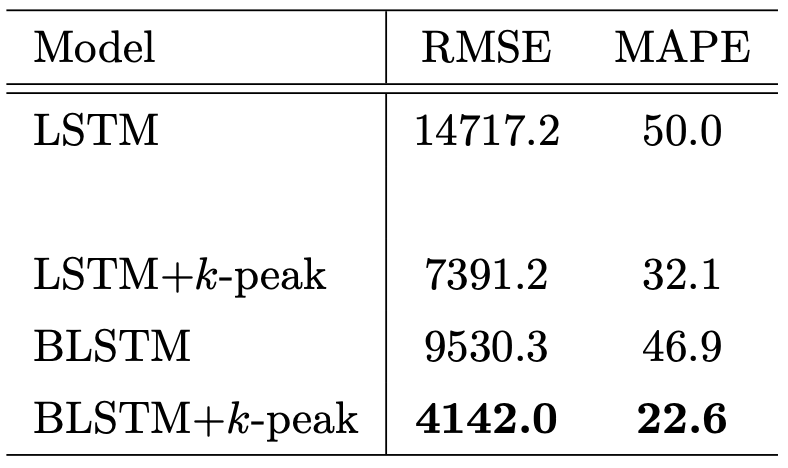 Model RMSE MAPE
LSTM 14717.2 50.0
LSTM+k-peak 7391.2 32.1
BLSTM 9530.3 46.9
BLSTM+k-peak 4142.0 22.6